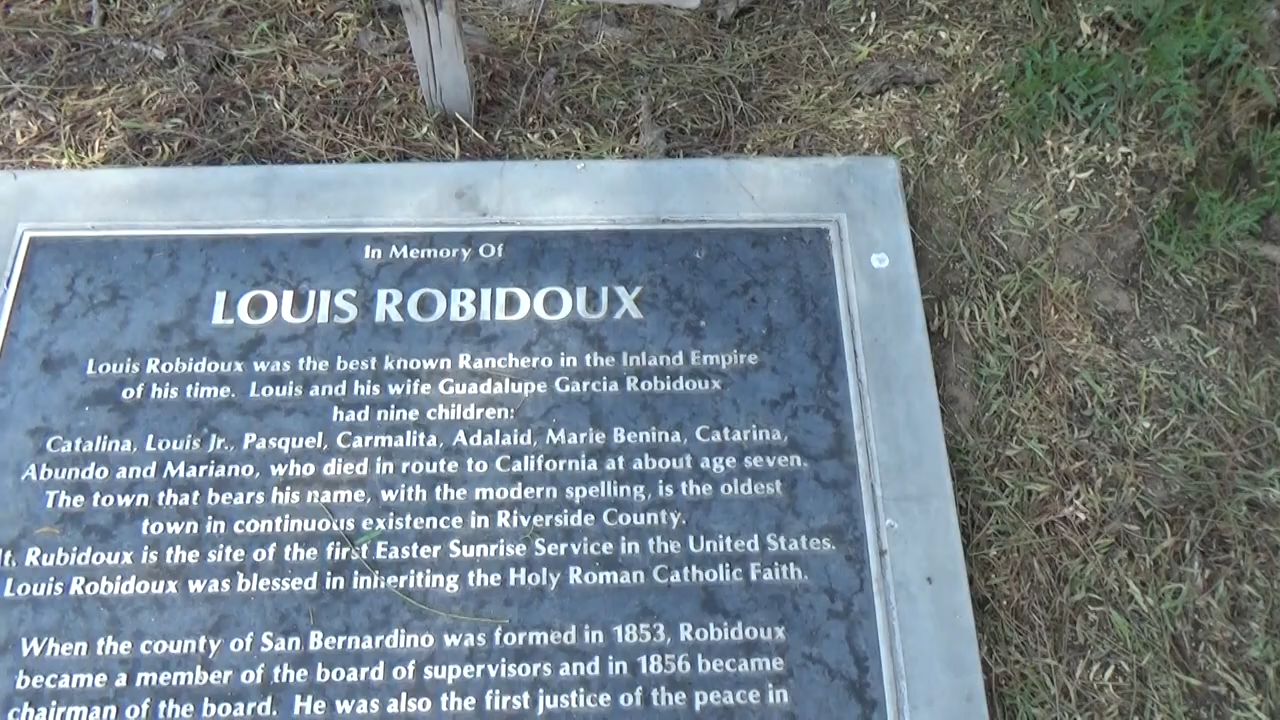 In Memory Of
LOUIS ROBIDOUX
Louis Robidoux was the best known Ranchero in the Inland Empire
of his time. Louis and his wife Guadalupe Garcia Robidoux
had nine children:
Catalina, Louis Jr., Pasquel, Carmalita, Adalaid, Marie Benina, Catarina,
Abundo and Mariano, who died in route to California at about age seven.
The town that bears his name, with the modern spelling, is the oldest
town in continuous existence in Riverside County.
Rubidoux is the site of the first Easter Sunrise Service in the United States.
Louis Robidoux was blessed in inheriting the Holy Roman Catholic Faith.
When the county of San Bernardino was formed in 1853, Robidoux
became a member of the board of supervisors and in 1856 became
chairman of the board. He was also the first justice of the peace in